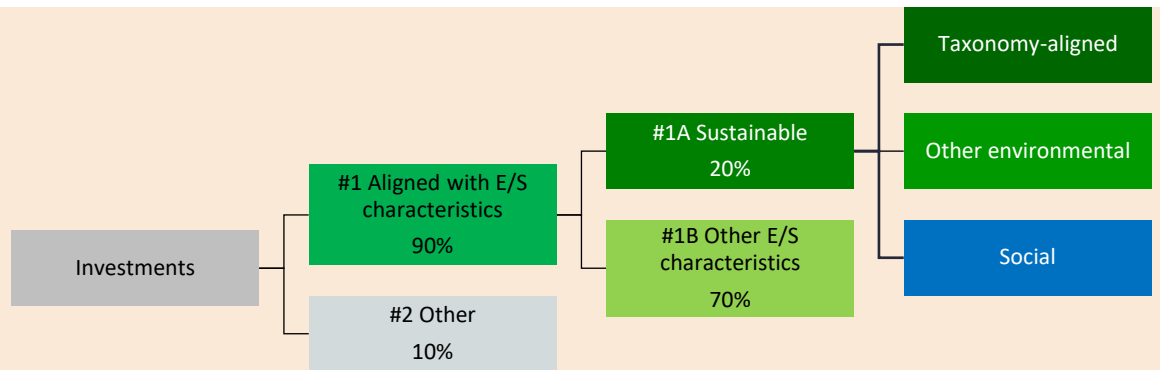 Investments
#1 Aligned with E/S
characteristics
90%
#2 Other
10%
#1A Sustainable
20%
#1B Other E/S
characteristics
70%
Taxonomy-aligned
Other environmental
Social